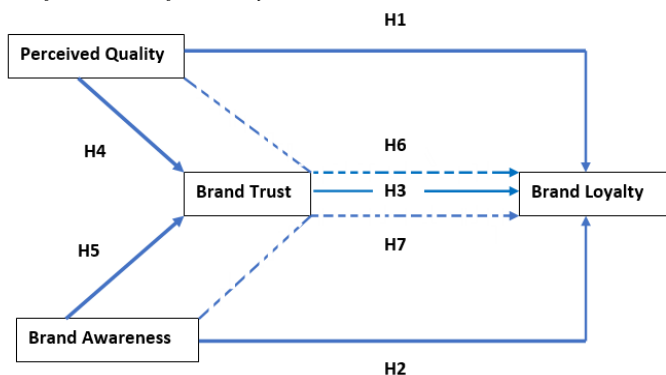 H1
Perceived Quality
H4
H6
Brand Trust
H3
Brand Loyalty
H5
H7
Brand Awareness
H2